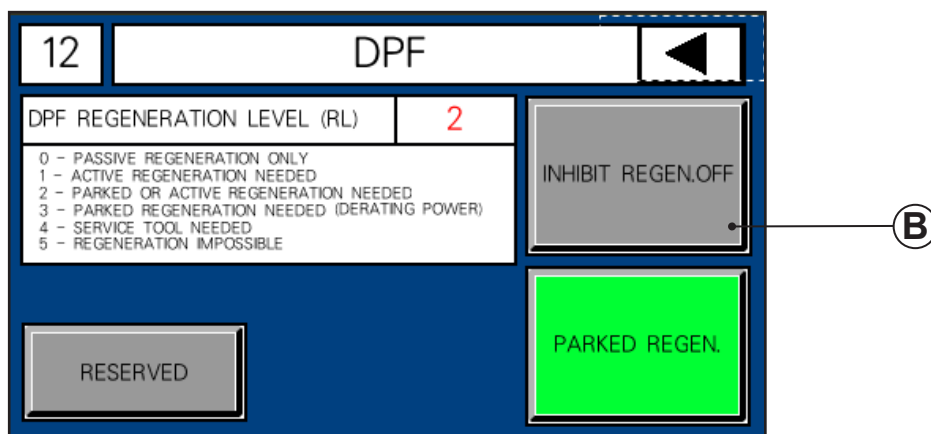 12
DPF
DPF REGENERATION LEVEL (RL)
2
0 - PASSIVE REGENERATION ONLY
1 - ACTIVE REGENERATION NEEDED
2 - PARKED OR ACTIVE REGENERATION NEEDED
3 - PARKED REGENERATION NEEDED (DERATING POWER)
4 - SERVICE TOOL NEEDED
5 - REGENERATION IMPOSSIBLE
INHIBIT REGEN.OFF
B
PARKED REGEN.
RESERVED